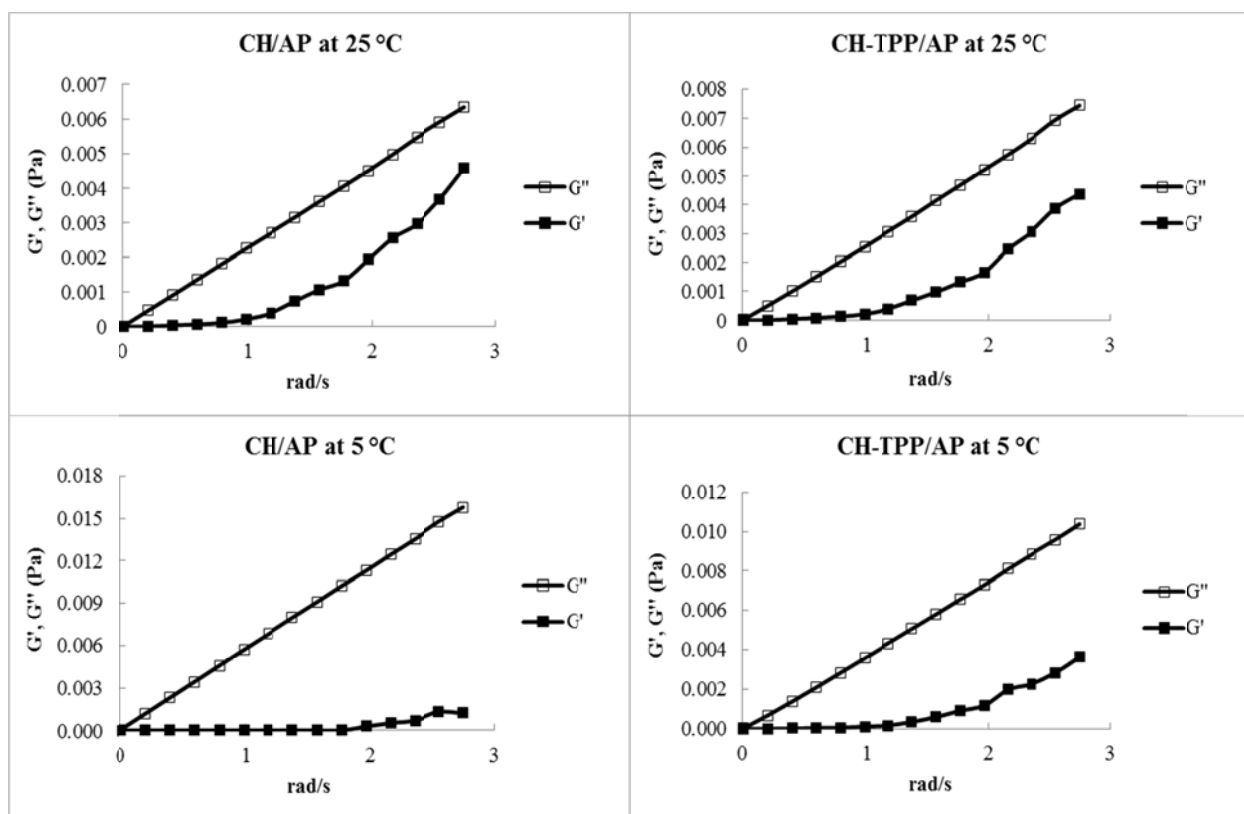 CH/AP at 25 °C
0.007
0.006
0.005
0.004
0.003
0.002
0.001
0
G', G" (Pa)
0 1 2 3
rad/s
G"
G'
CH-TPP/AP at 25 °C
0.008
0.007
0.006
0.005
0.004
0.003
0.002
0.001
0
G', G" (Pa)
0 1 2 3
rad/s
G"
G'
CH/AP at 5 °C
0.018
0.015
0.012
0.009
0.006
0.003
0.000
G', G" (Pa)
0 1 2 3
rad/s
G"
G'
CH-TPP/AP at 5 °C
0.012
0.010
0.008
0.006
0.004
0.002
0.000
G', G" (Pa)
0 1 2 3
rad/s
G"
G'